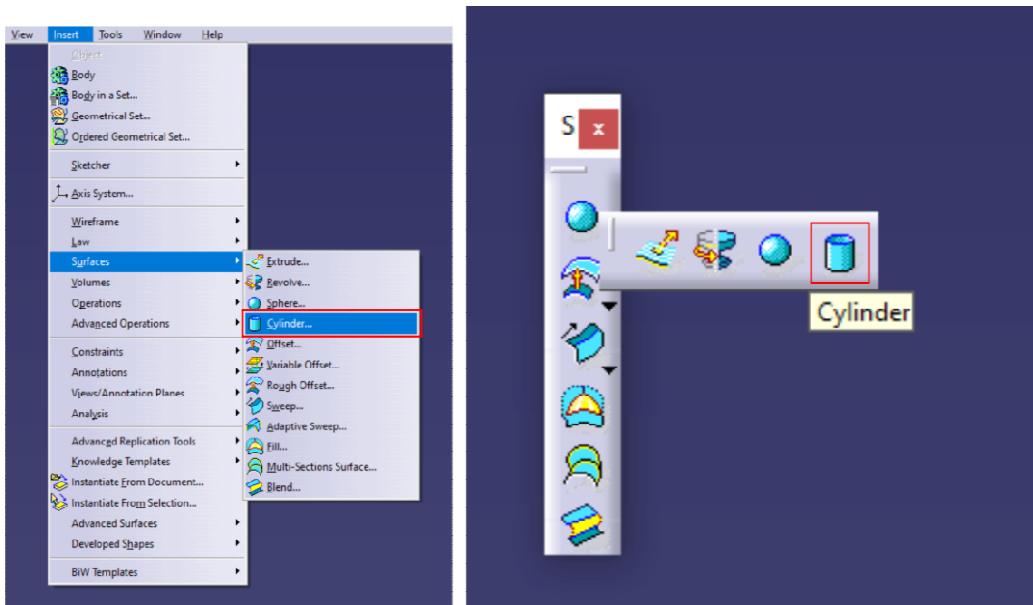 View Insert Tools Window Help
Object
Body
Body in a Set...
Geometrical Set...
Ordered Geometrical Set...
Sketcher
Axis System...
Wireframe
Law
Surfaces
Volumes
Operations
Advanced Operations
Constraints
Annotations
Views/Annotation Planes
Analysis
Advanced Replication Tools
Knowledge Templates
Instantiate From Document...
Instantiate From Selection...
Advanced Surfaces
Developed Shapes
BiW Templates
Extrude...
Revolve...
Sphere...
Cylinder...
Offset...
Variable Offset...
Rough Offset...
Sweep...
Adaptive Sweep...
Fill...
Multi-Sections Surface...
Blend...
S x
Cylinder